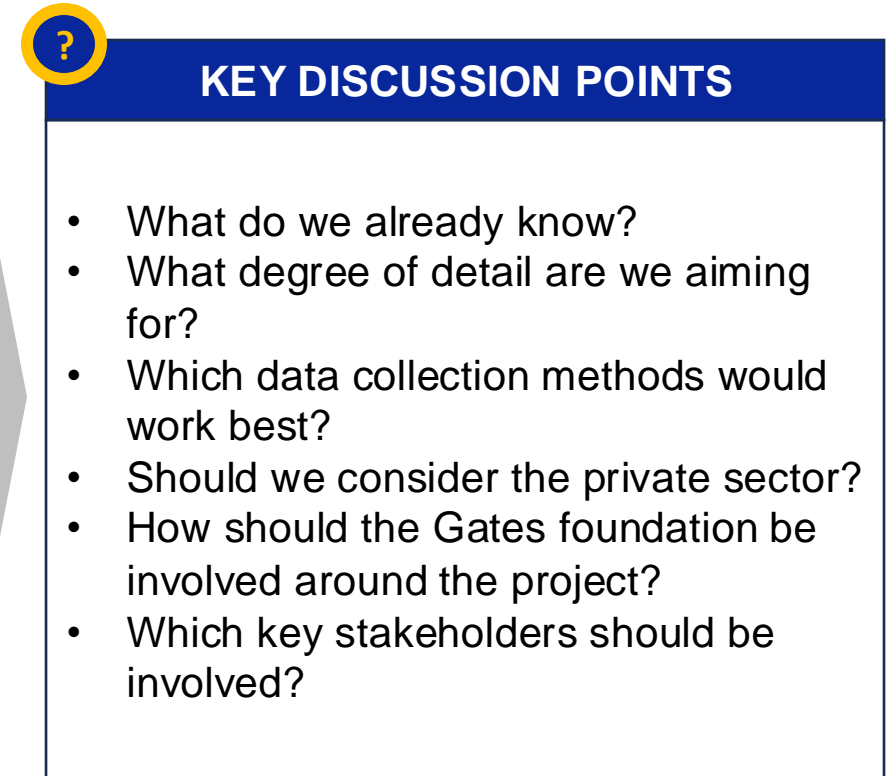 ?
KEY DISCUSSION POINTS
• What do we already know?
• What degree of detail are we aiming
for?
• Which data collection methods would
work best?
• Should we consider the private sector?
• How should the Gates foundation be
involved around the project?
• Which key stakeholders should be
involved?